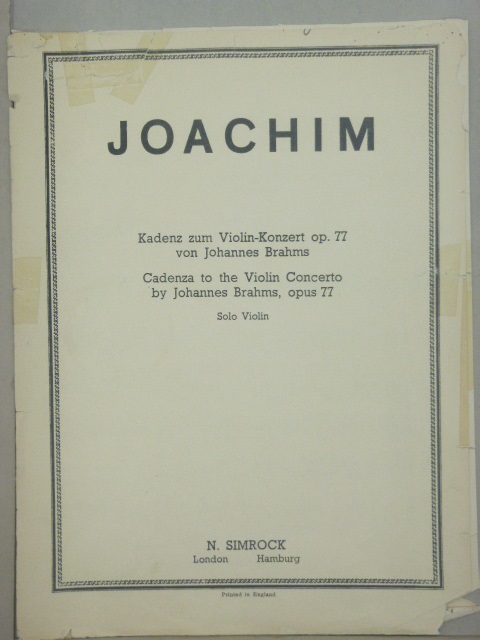 JOACHIM
Kadenz zum Violin-Konzert op. 77
von Johannes Brahms
Cadenza to the Violin Concerto
by Johannes Brahms, opus 77
Solo Violin
N. SIMROCK
London Hamburg
Printed in England